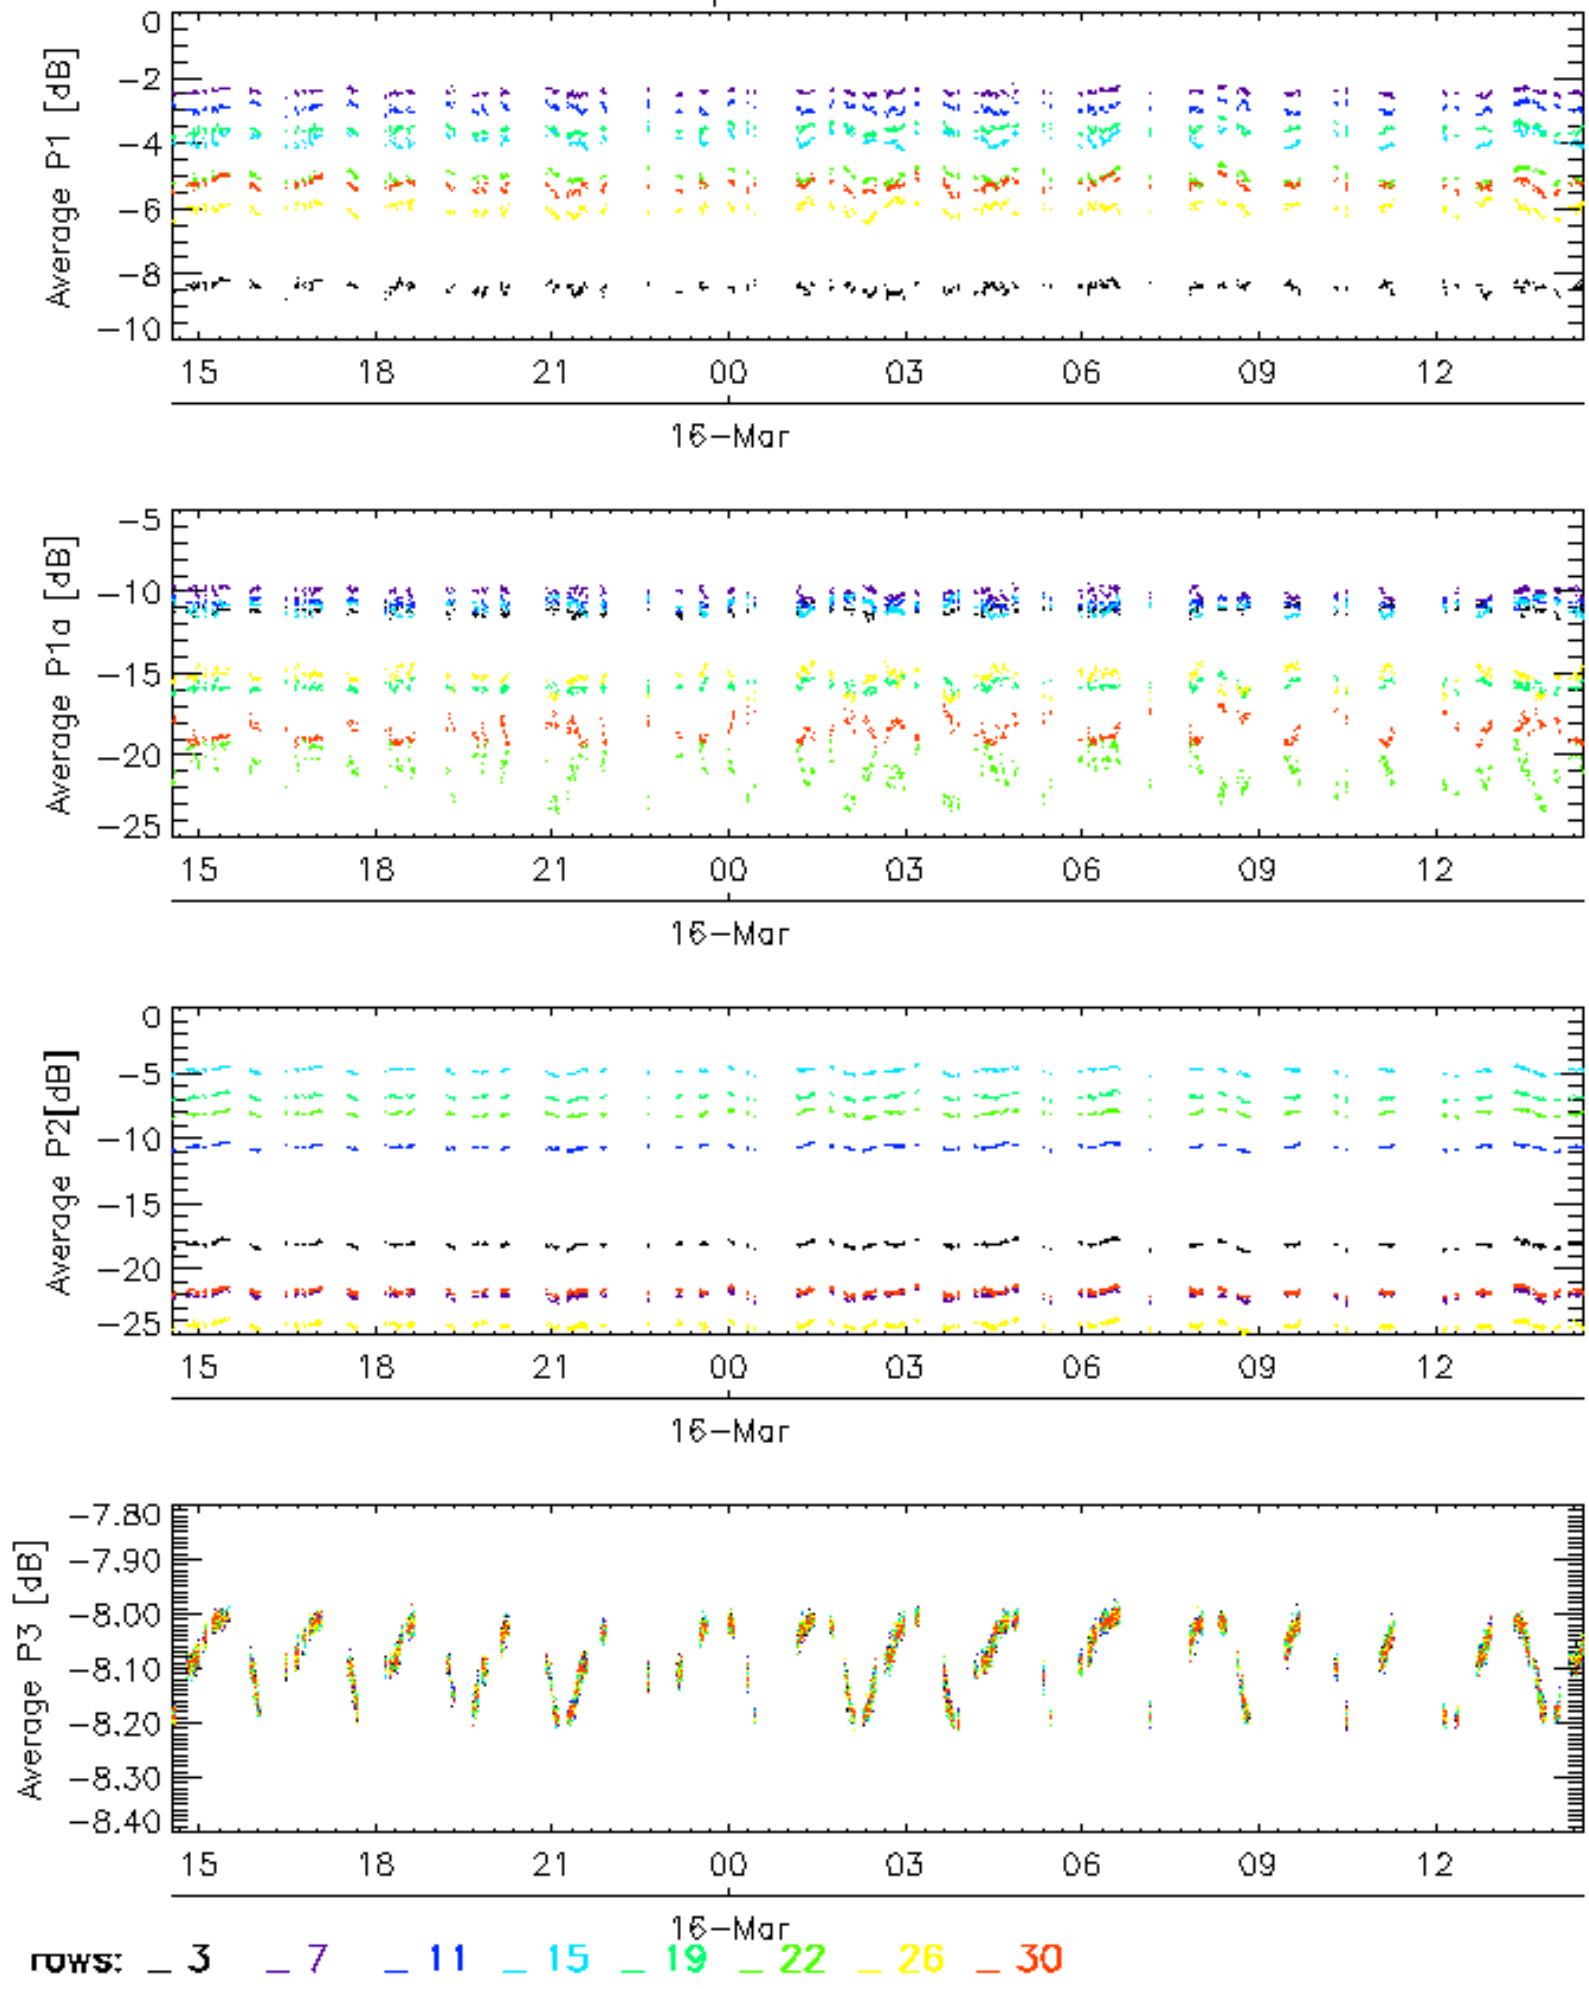 0
-2
-4
-6
-8
-10
Average P1 [dB]
15 18 21 00 03 06 09 12
16-Mar
-5
-10
-15
-20
-25
Average P1a [dB]
15 18 21 00 03 06 09 12
16-Mar
0
-5
-10
-15
-20
-25
Average P2[dB]
15 18 21 00 03 06 09 12
16-Mar
-7.80
-7.90
-8.00
-8.10
-8.20
-8.30
-8.40
Average P3 [dB]
15 18 21 00 03 06 09 12
16-Mar
rows: _ 3 _ 7 _ 11 _ 15 _ 19 _ 22 _ 26 _ 30